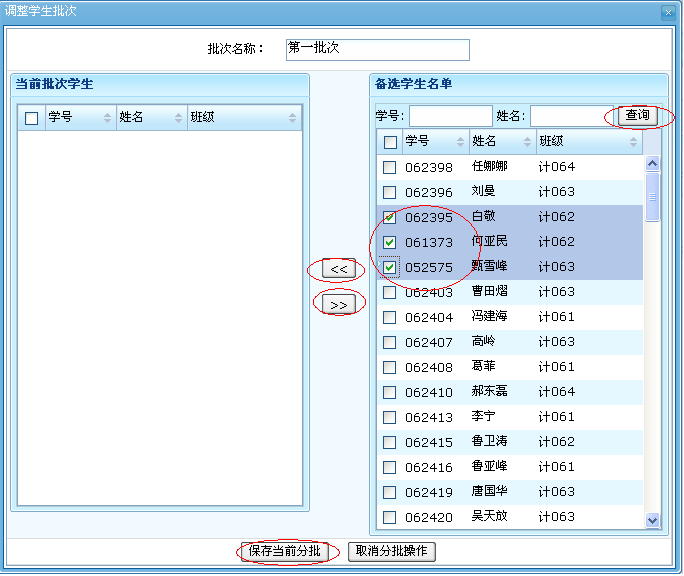 调整学生批次
批次名称： 第一批次
当前批次学生
学号 姓名 班级
<<
>>
备选学生名单
学号： 姓名： 查询
学号 姓名 班级
062398 任娜娜 计064
062396 刘曼 计063
062395 白敬 计062
061373 何亚民 计062
052575 甄雪峰 计063
062403 曹田熠 计063
062404 冯建海 计061
062407 高岭 计063
062408 葛菲 计061
062410 郝东磊 计064
062413 李宁 计061
062415 鲁卫涛 计062
062416 鲁亚峰 计061
062419 唐国华 计063
062420 吴天放 计063
保存当前分批 取消分批操作